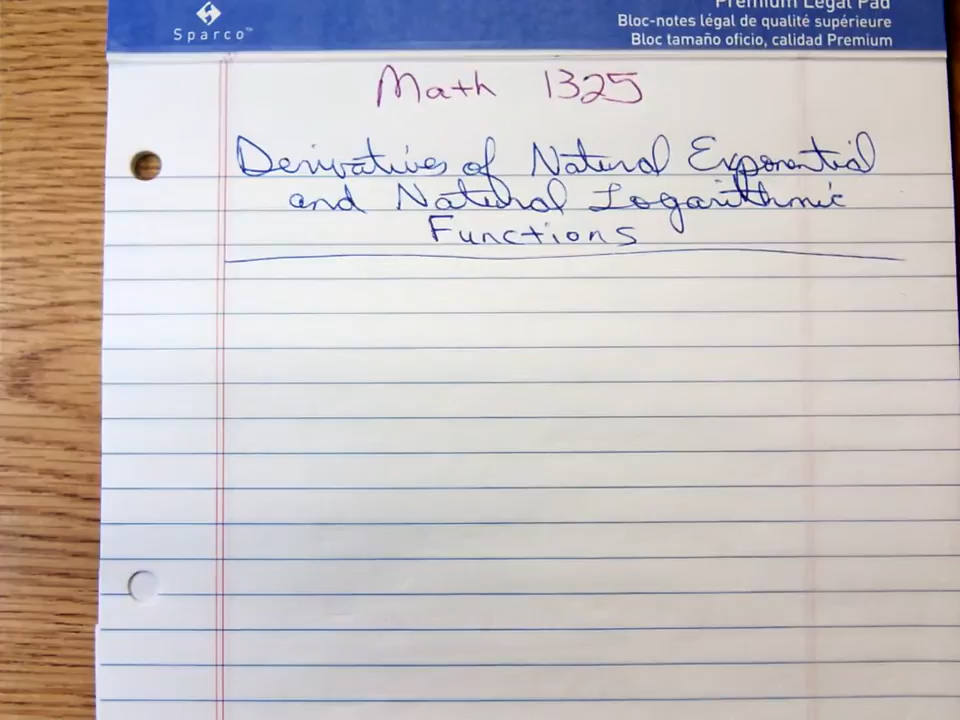 Premium Legal Pad
Sparco™
Bloc-notes légal de qualité supérieure
Bloc tamaño oficio, calidad Premium
Math 1325
Derivatives of Natural Exponential
and Natural Logarithmic
Functions